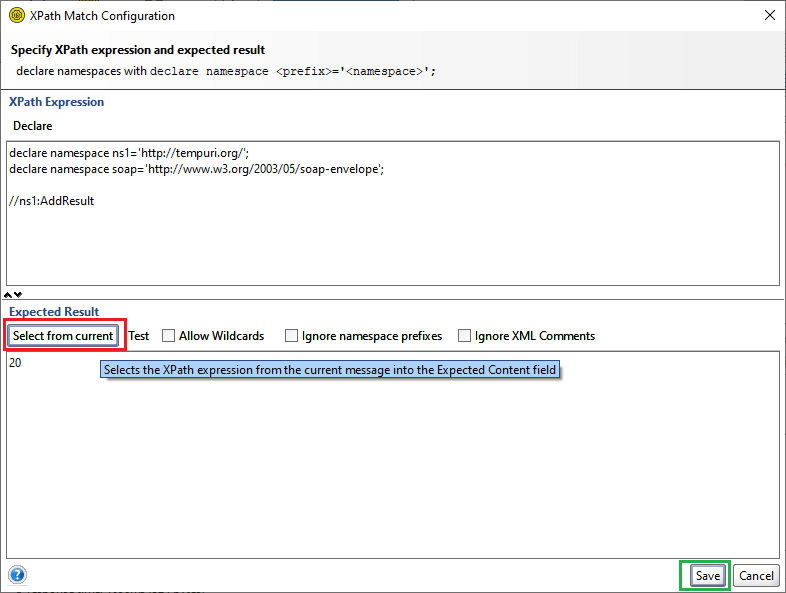 XPath Match Configuration
Specify XPath expression and expected result
declare namespaces with declare namespace <prefix>='<namespace>';
XPath Expression
Declare
declare namespace ns1='http://tempuri.org/';
declare namespace soap='http://www.w3.org/2003/05/soap-envelope';
//ns1:AddResult
Expected Result
Select from current Test Allow Wildcards Ignore namespace prefixes Ignore XML Comments
20
Selects the XPath expression from the current message into the Expected Content field
Save Cancel